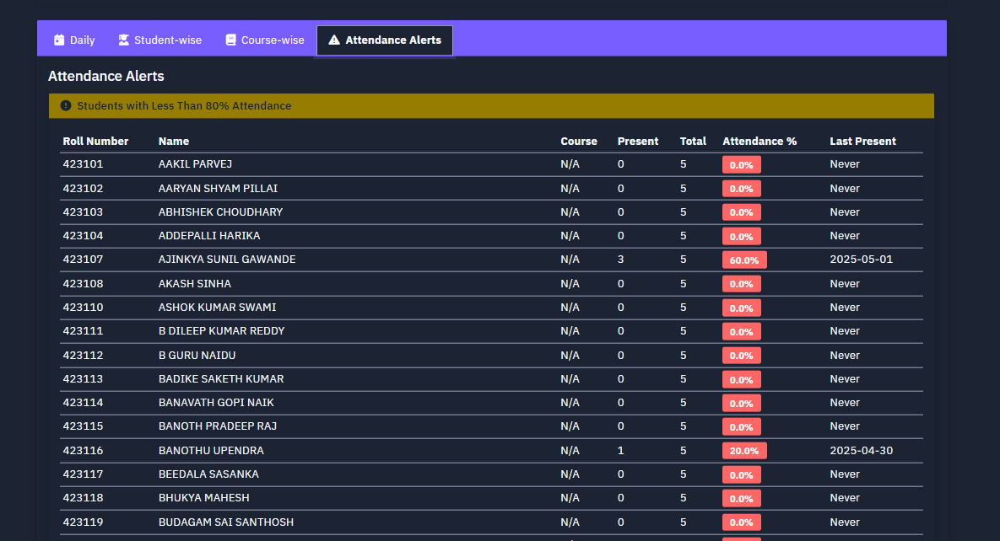 Daily Student-wise Course-wise Attendance Alerts
Attendance Alerts
Students with Less Than 80% Attendance
Roll Number Name Course Present Total Attendance % Last Present
423101 AAKIL PARVEJ N/A 0 5 0.0% Never
423102 AARYAN SHYAM PILLAI N/A 0 5 0.0% Never
423103 ABHISHEK CHOUDHARY N/A 0 5 0.0% Never
423104 ADDEPALLI HARIKA N/A 0 5 0.0% Never
423107 AJINKYA SUNIL GAWANDE N/A 3 5 60.0% 2025-05-01
423108 AKASH SINHA N/A 0 5 0.0% Never
423110 ASHOK KUMAR SWAMI N/A 0 5 0.0% Never
423111 B DILEEP KUMAR REDDY N/A 0 5 0.0% Never
423112 B GURU NAIDU N/A 0 5 0.0% Never
423113 BADIKE SAKETH KUMAR N/A 0 5 0.0% Never
423114 BANAVATH GOPI NAIK N/A 0 5 0.0% Never
423115 BANOTH PRADEEP RAJ N/A 0 5 0.0% Never
423116 BANOTHU UPENDRA N/A 1 5 20.0% 2025-04-30
423117 BEEDALA SASANKA N/A 0 5 0.0% Never
423118 BHUKYA MAHESH N/A 0 5 0.0% Never
423119 BUDAGAM SAI SANTHOSH N/A 0 5 0.0% Never